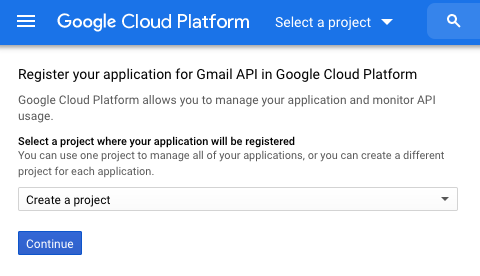 Google Cloud Platform Select a project
Register your application for Gmail API in Google Cloud Platform
Google Cloud Platform allows you to manage your application and monitor API
usage.
Select a project where your application will be registered
You can use one project to manage all of your applications, or you can create a different
project for each application.
Create a project
Continue